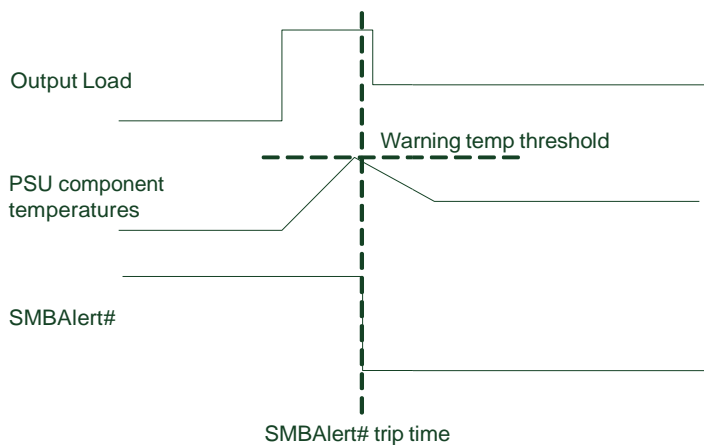 Output Load
Warning temp threshold
PSU component
temperatures
SMBAlert#
SMBAlert# trip time